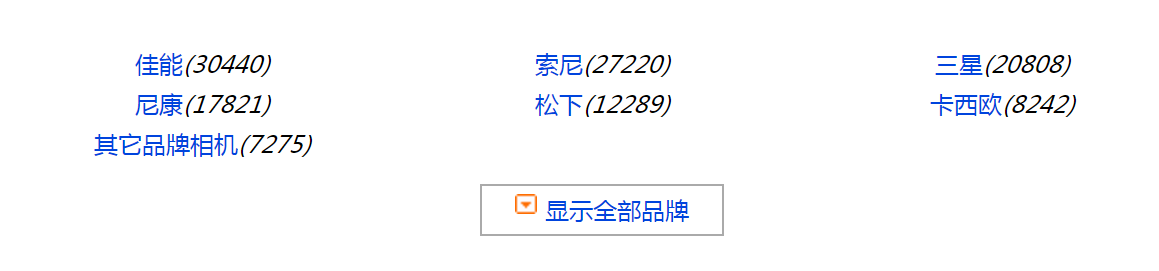 佳能(30440) 索尼(27220) 三星(20808)
尼康(17821) 松下(12289) 卡西欧(8242)
其它品牌相机(7275)
显示全部品牌